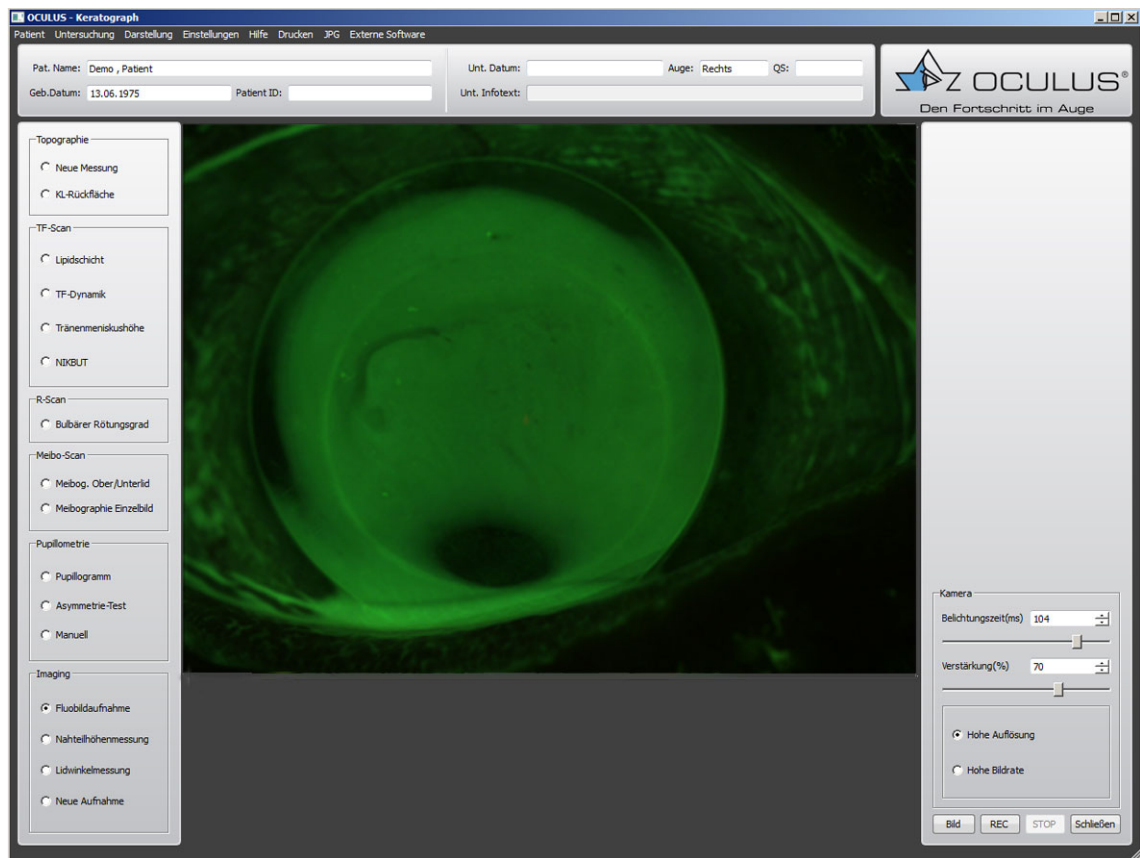 OCULUS - Keratograph
Patient Untersuchung Darstellung Einstellungen Hilfe Drucken JPG Externe Software
Pat. Name: Demo , Patient Unt. Datum: Auge: Rechts QS:
Geb.Datum: 13.06.1975 Patient ID: Unt. Infotext:
OCULUS®
Den Fortschritt im Auge
Topographie
Neue Messung
KL-Rückfläche
TF-Scan
Lipidschicht
TF-Dynamik
Tränenmeniskushöhe
NIKBUT
R-Scan
Bulbärer Rötungsgrad
Meibo-Scan
Meibog. Ober/Unterlid
Meibographie Einzelbild
Pupillometrie
Pupillogramm
Asymmetrie-Test
Manuell
Imaging
Fluobildaufnahme
Nahteilhöhenmessung
Lidwinkelmessung
Neue Aufnahme
Kamera
Belichtungszeit(ms) 104
Verstärkung(%) 70
Hohe Auflösung
Hohe Bildrate
Bild REC STOP Schließen